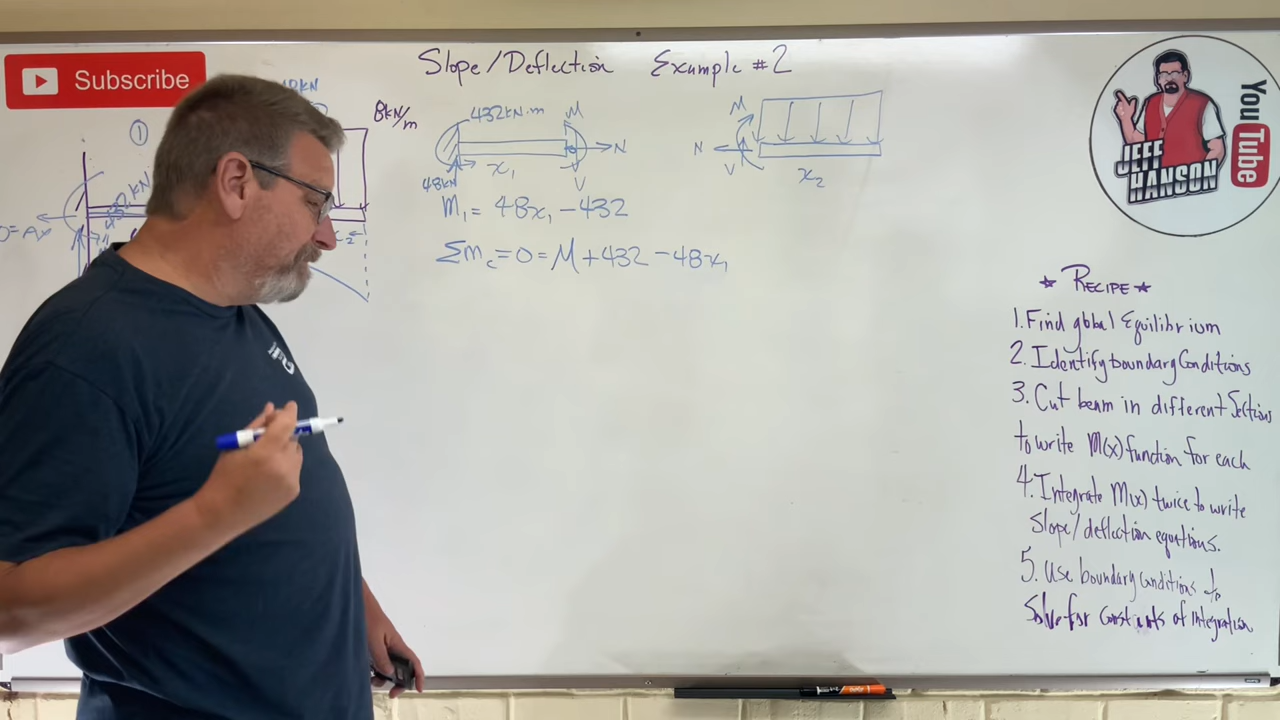 Subscribe
Slope/Deflection Example #2
8kN/m
①
432kN·m
M
N
48kN
x₁
V
M
N
V
x₂
M₁ = 48x₁ - 432
ΣM_c = 0 = M + 432 - 48x₁
JEFF
HANSON
YouTube
* RECIPE *
1. Find global Equilibrium
2. Identify boundary Conditions
3. Cut beam in different Sections
to write M(x) function for each
4. Integrate M(x) twice to write
Slope/deflection equations.
5. Use boundary conditions to
Solve for constants of Integration